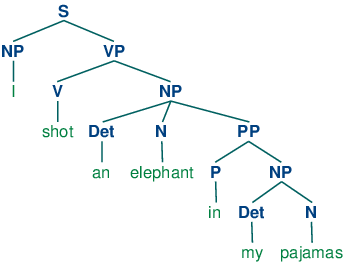 S
NP VP
I V NP
shot Det N PP
an elephant P NP
in Det N
my pajamas